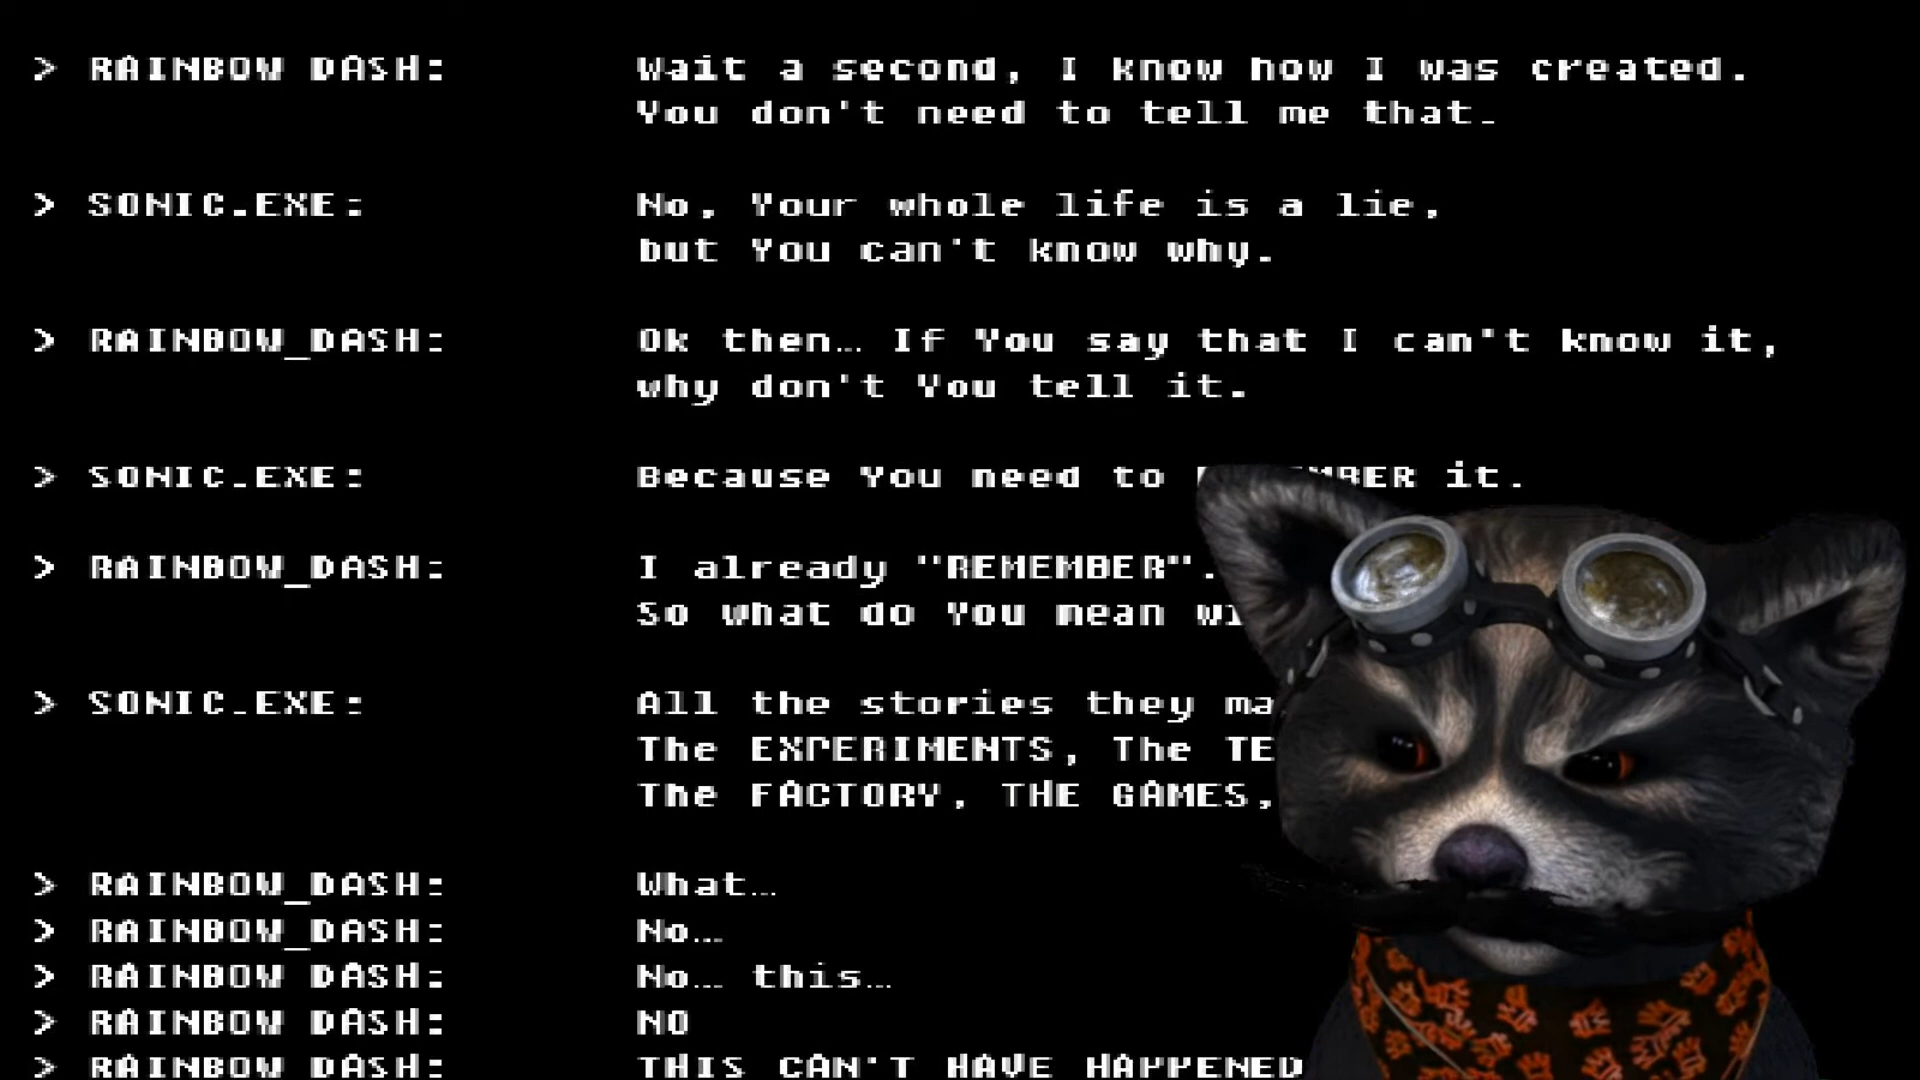 > RAINBOW DASH: Wait a second, I know how I was created.
You don't need to tell me that.
> SONIC.EXE: No, Your whole life is a lie,
but You can't know why.
> RAINBOW_DASH: Ok then… If You say that I can't know it,
why don't You tell it.
> SONIC.EXE: Because You need to it.
> RAINBOW_DASH: I already "REMEMBER".
So what do You mean
> SONIC.EXE: All the stories they
The EXPERIMENTS, The
The FACTORY, THE GAMES,
> RAINBOW_DASH: What…
> RAINBOW_DASH: No…
> RAINBOW DASH: No… this…
> RAINBOW DASH: NO
> RAINBOW DASH: THIS CAN'T HAVE HAPPENED